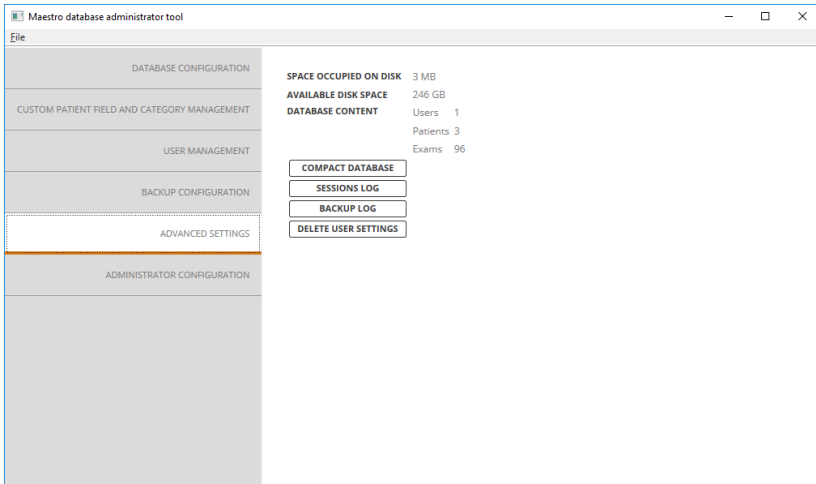 Maestro database administrator tool
File
DATABASE CONFIGURATION
CUSTOM PATIENT FIELD AND CATEGORY MANAGEMENT
USER MANAGEMENT
BACKUP CONFIGURATION
ADVANCED SETTINGS
ADMINISTRATOR CONFIGURATION
SPACE OCCUPIED ON DISK 3 MB
AVAILABLE DISK SPACE 246 GB
DATABASE CONTENT Users 1
Patients 3
Exams 96
COMPACT DATABASE
SESSIONS LOG
BACKUP LOG
DELETE USER SETTINGS